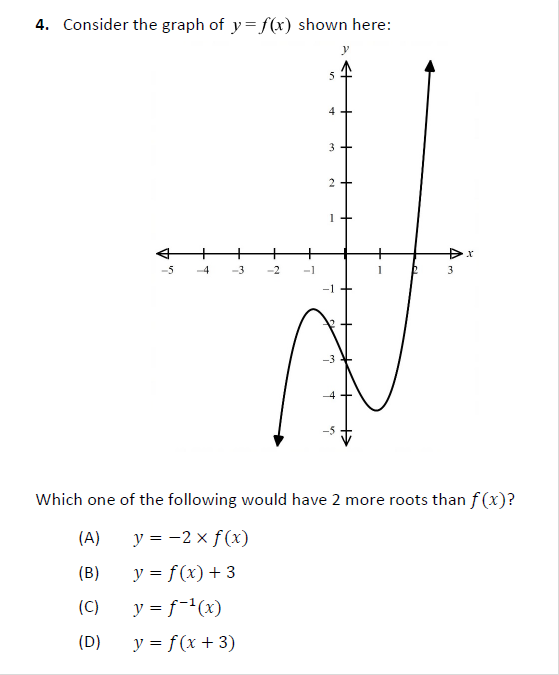 4. Consider the graph of y = f(x) shown here:
y
5
4
3
2
1
-5 -4 -3 -2 -1 1 2 3 x
-1
-2
-3
-4
-5
Which one of the following would have 2 more roots than f(x)?
(A) y = −2 × f(x)
(B) y = f(x) + 3
(C) y = f⁻¹(x)
(D) y = f(x + 3)